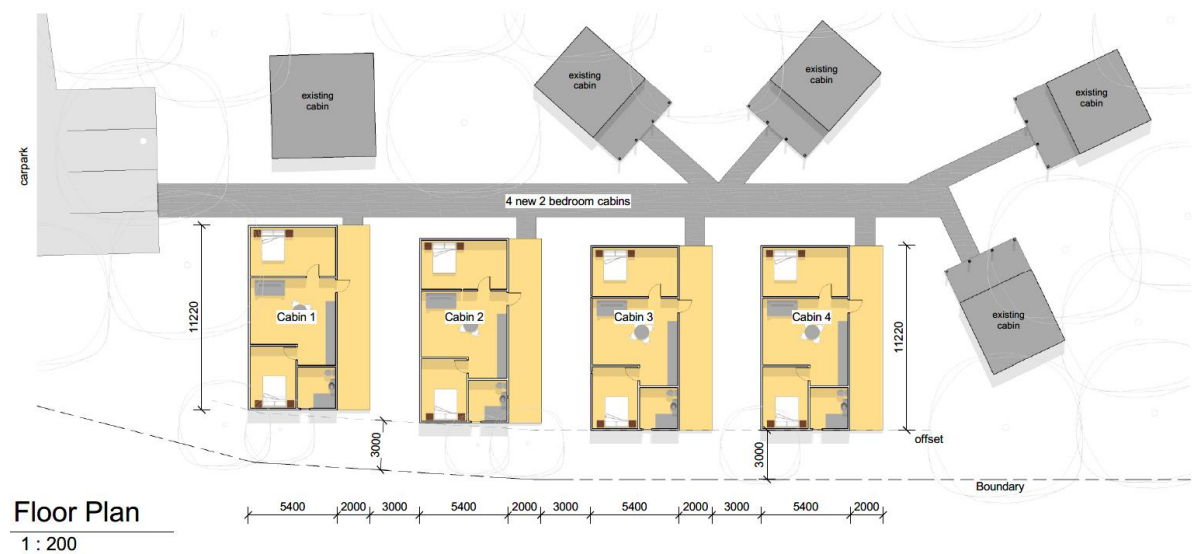 existing
cabin
existing
cabin
existing
cabin
existing
cabin
carpark
4 new 2 bedroom cabins
11220
Cabin 1
Cabin 2
Cabin 3
Cabin 4
11220
existing
cabin
3000
3000
offset
Boundary
5400 2000 3000 5400 2000 3000 5400 2000 3000 5400 2000
Floor Plan
1 : 200